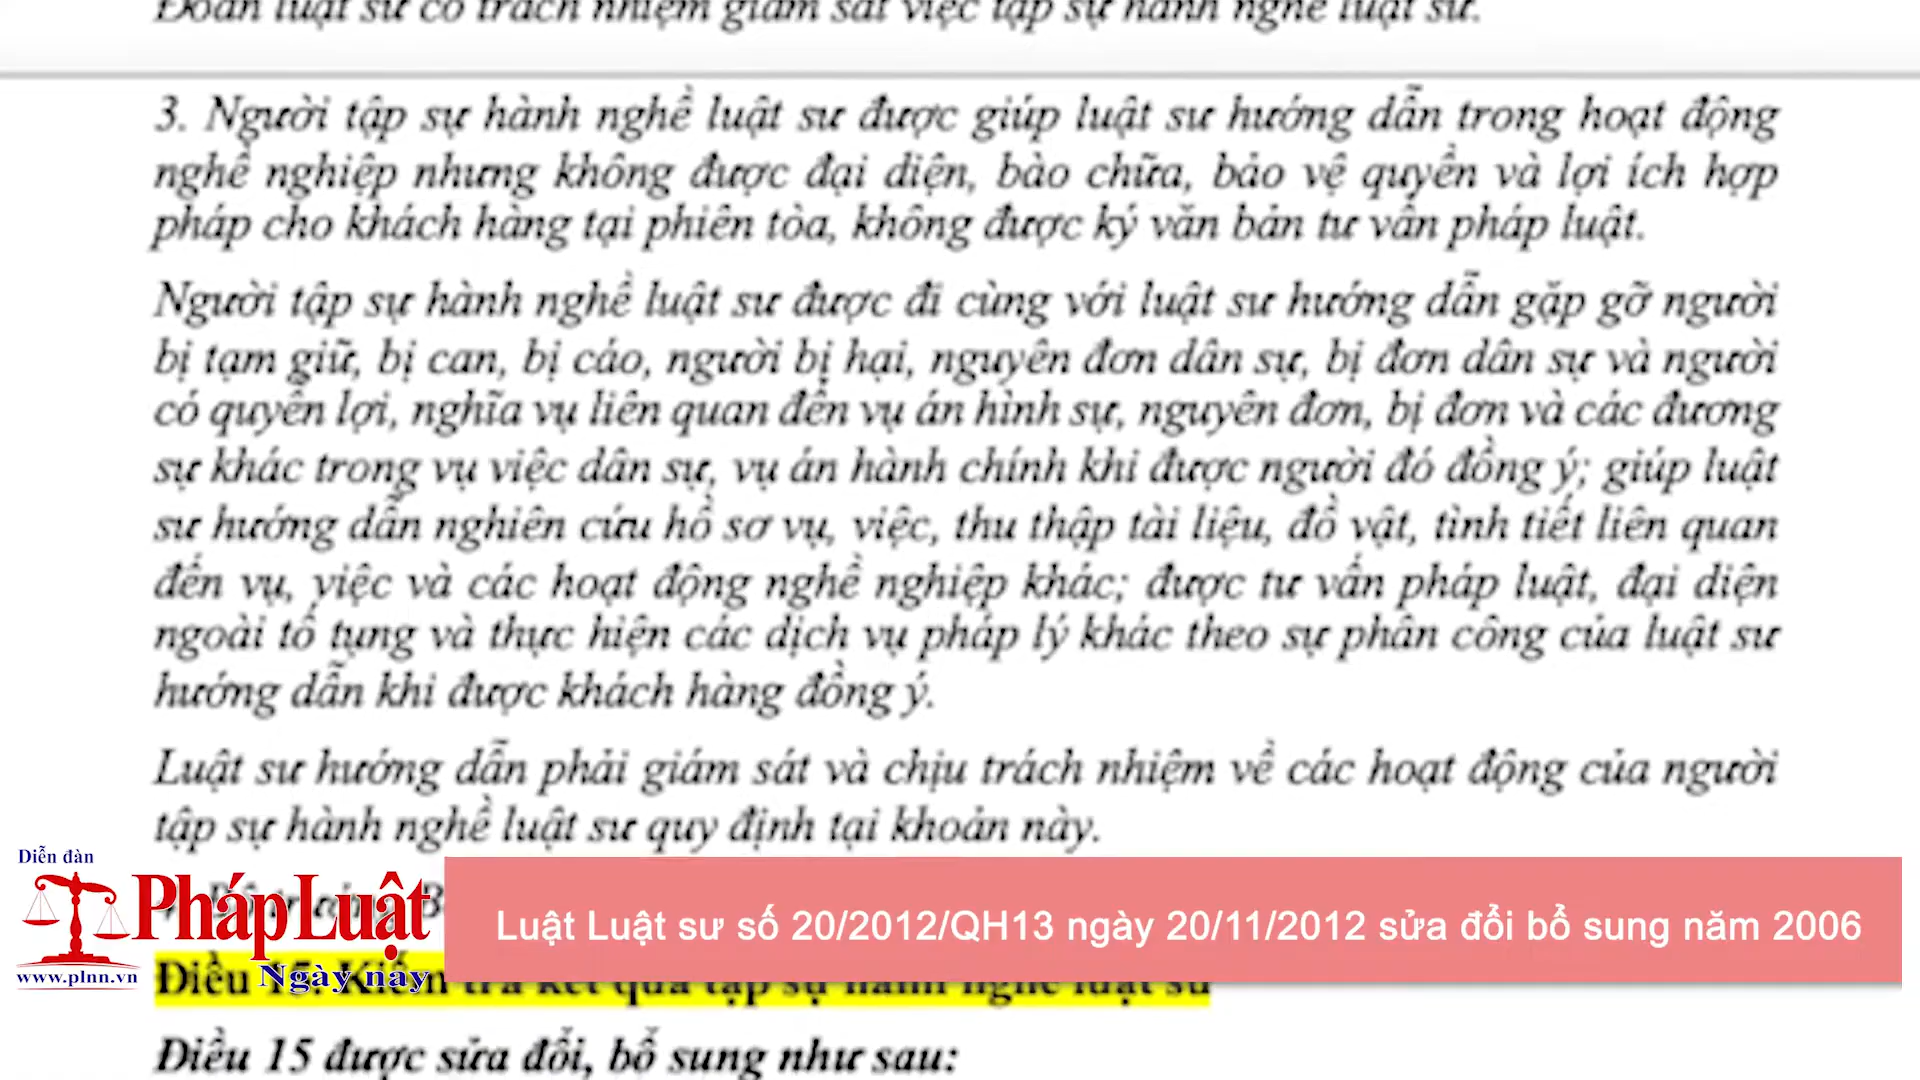 Đoàn luật sư có trách nhiệm giám sát việc tập sự hành nghề luật sư.
3. Người tập sự hành nghề luật sư được giúp luật sư hướng dẫn trong hoạt động
nghề nghiệp nhưng không được đại diện, bào chữa, bảo vệ quyền và lợi ích hợp
pháp cho khách hàng tại phiên tòa, không được ký văn bản tư vấn pháp luật.
Người tập sự hành nghề luật sư được đi cùng với luật sư hướng dẫn gặp gỡ người
bị tạm giữ, bị can, bị cáo, người bị hại, nguyên đơn dân sự, bị đơn dân sự và người
có quyền lợi, nghĩa vụ liên quan đến vụ án hình sự, nguyên đơn, bị đơn và các đương
sự khác trong vụ việc dân sự, vụ án hành chính khi được người đó đồng ý; giúp luật
sư hướng dẫn nghiên cứu hồ sơ vụ, việc, thu thập tài liệu, đồ vật, tình tiết liên quan
đến vụ, việc và các hoạt động nghề nghiệp khác; được tư vấn pháp luật, đại diện
ngoài tố tụng và thực hiện các dịch vụ pháp lý khác theo sự phân công của luật sư
hướng dẫn khi được khách hàng đồng ý.
Luật sư hướng dẫn phải giám sát và chịu trách nhiệm về các hoạt động của người
tập sự hành nghề luật sư quy định tại khoản này.
Diễn đàn
Pháp Luật
Ngày nay
www.plnn.vn
Luật Luật sư số 20/2012/QH13 ngày 20/11/2012 sửa đổi bổ sung năm 2006
Điều 15. Kiểm tra kết quả tập sự hành nghề luật sư
Điều 15 được sửa đổi, bổ sung như sau: